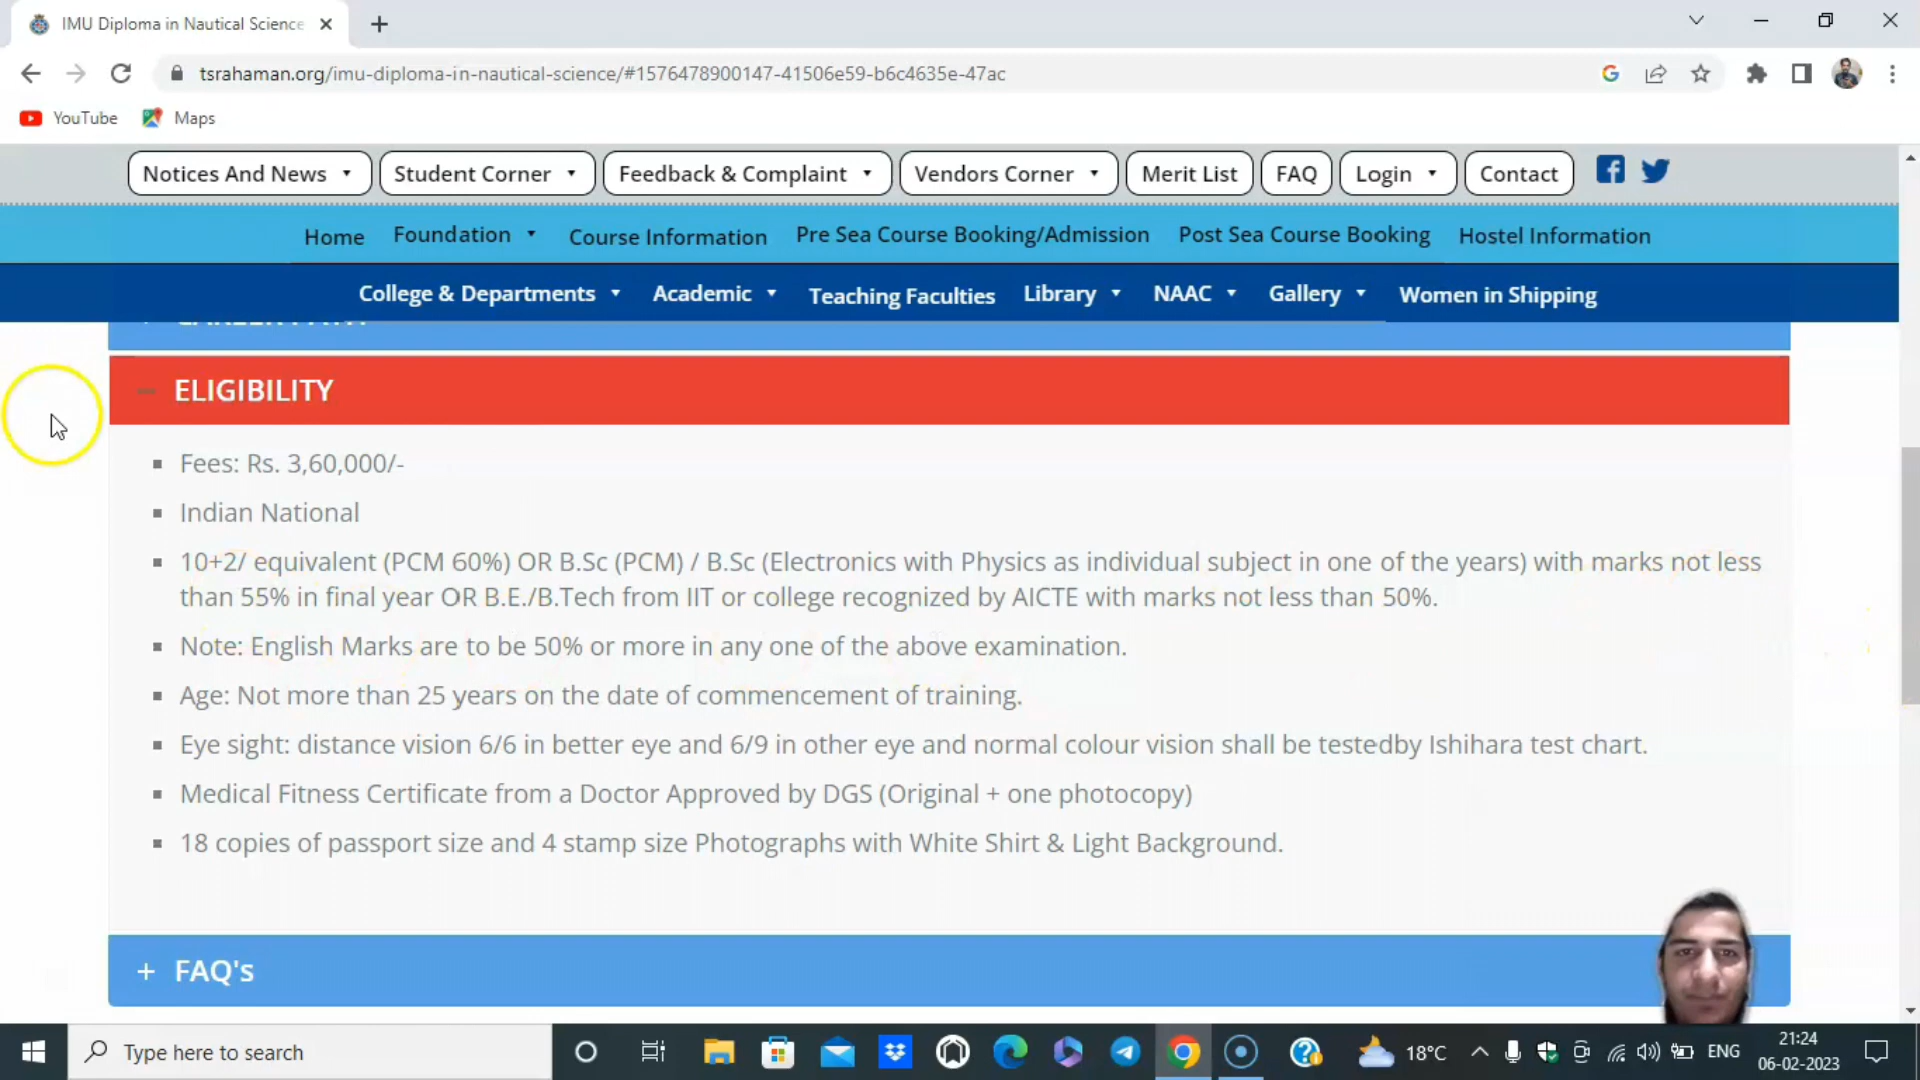 IMU Diploma in Nautical Science
tsrahaman.org/imu-diploma-in-nautical-science/#1576478900147-41506e59-b6c4635e-47ac
YouTube Maps
Notices And News Student Corner Feedback & Complaint Vendors Corner Merit List FAQ Login Contact
Home Foundation Course Information Pre Sea Course Booking/Admission Post Sea Course Booking Hostel Information
College & Departments Academic Teaching Faculties Library NAAC Gallery Women in Shipping
ELIGIBILITY
Fees: Rs. 3,60,000/-
Indian National
10+2/ equivalent (PCM 60%) OR B.Sc (PCM) / B.Sc (Electronics with Physics as individual subject in one of the years) with marks not less
than 55% in final year OR B.E./B.Tech from IIT or college recognized by AICTE with marks not less than 50%.
Note: English Marks are to be 50% or more in any one of the above examination.
Age: Not more than 25 years on the date of commencement of training.
Eye sight: distance vision 6/6 in better eye and 6/9 in other eye and normal colour vision shall be testedby Ishihara test chart.
Medical Fitness Certificate from a Doctor Approved by DGS (Original + one photocopy)
18 copies of passport size and 4 stamp size Photographs with White Shirt & Light Background.
+ FAQ's
Type here to search
18°C
ENG
21:24
06-02-2023